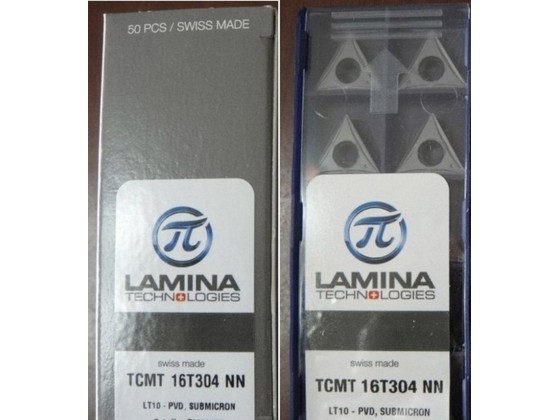 50 PCS / SWISS MADE
LAMINA
TECHNOLOGIES
swiss made
TCMT 16T304 NN
LT10 - PVD, SUBMICRON
LAMINA
TECHNOLOGIES
swiss made
TCMT 16T304 NN
LT10 - PVD, SUBMICRON